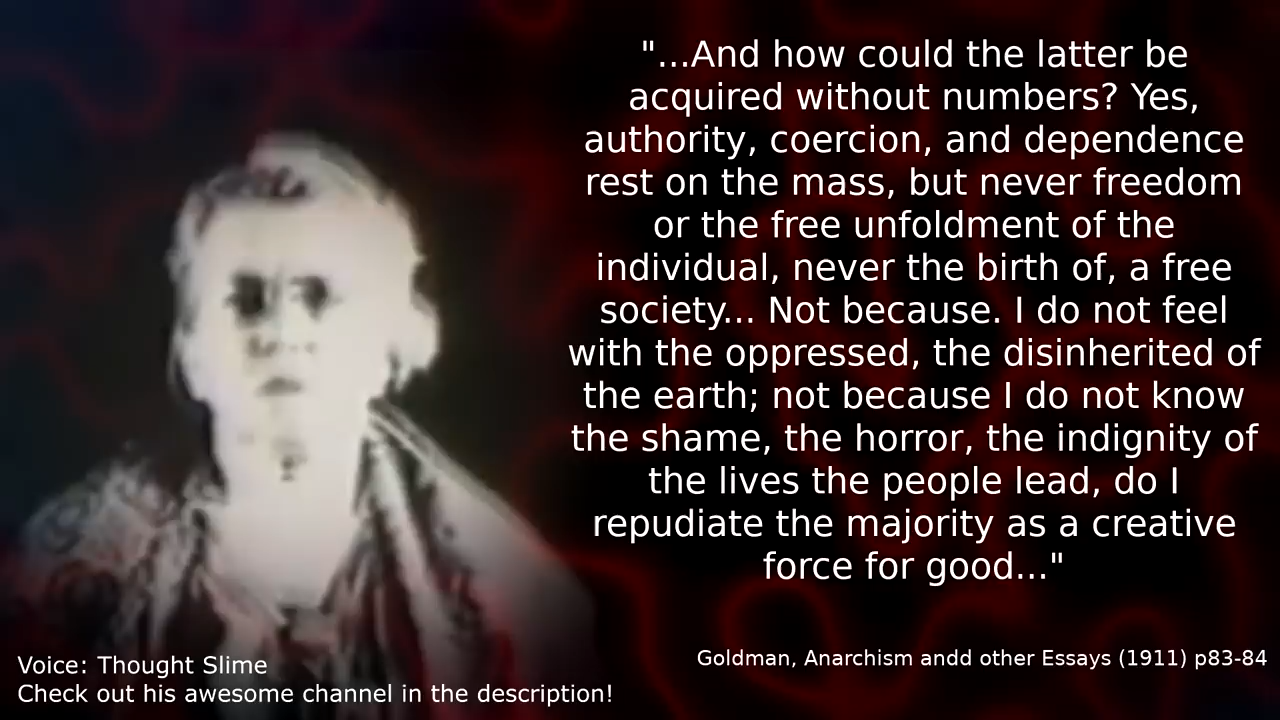 "...And how could the latter be
acquired without numbers? Yes,
authority, coercion, and dependence
rest on the mass, but never freedom
or the free unfoldment of the
individual, never the birth of, a free
society... Not because. I do not feel
with the oppressed, the disinherited of
the earth; not because I do not know
the shame, the horror, the indignity of
the lives the people lead, do I
repudiate the majority as a creative
force for good..."
Goldman, Anarchism andd other Essays (1911) p83-84
Voice: Thought Slime
Check out his awesome channel in the description!